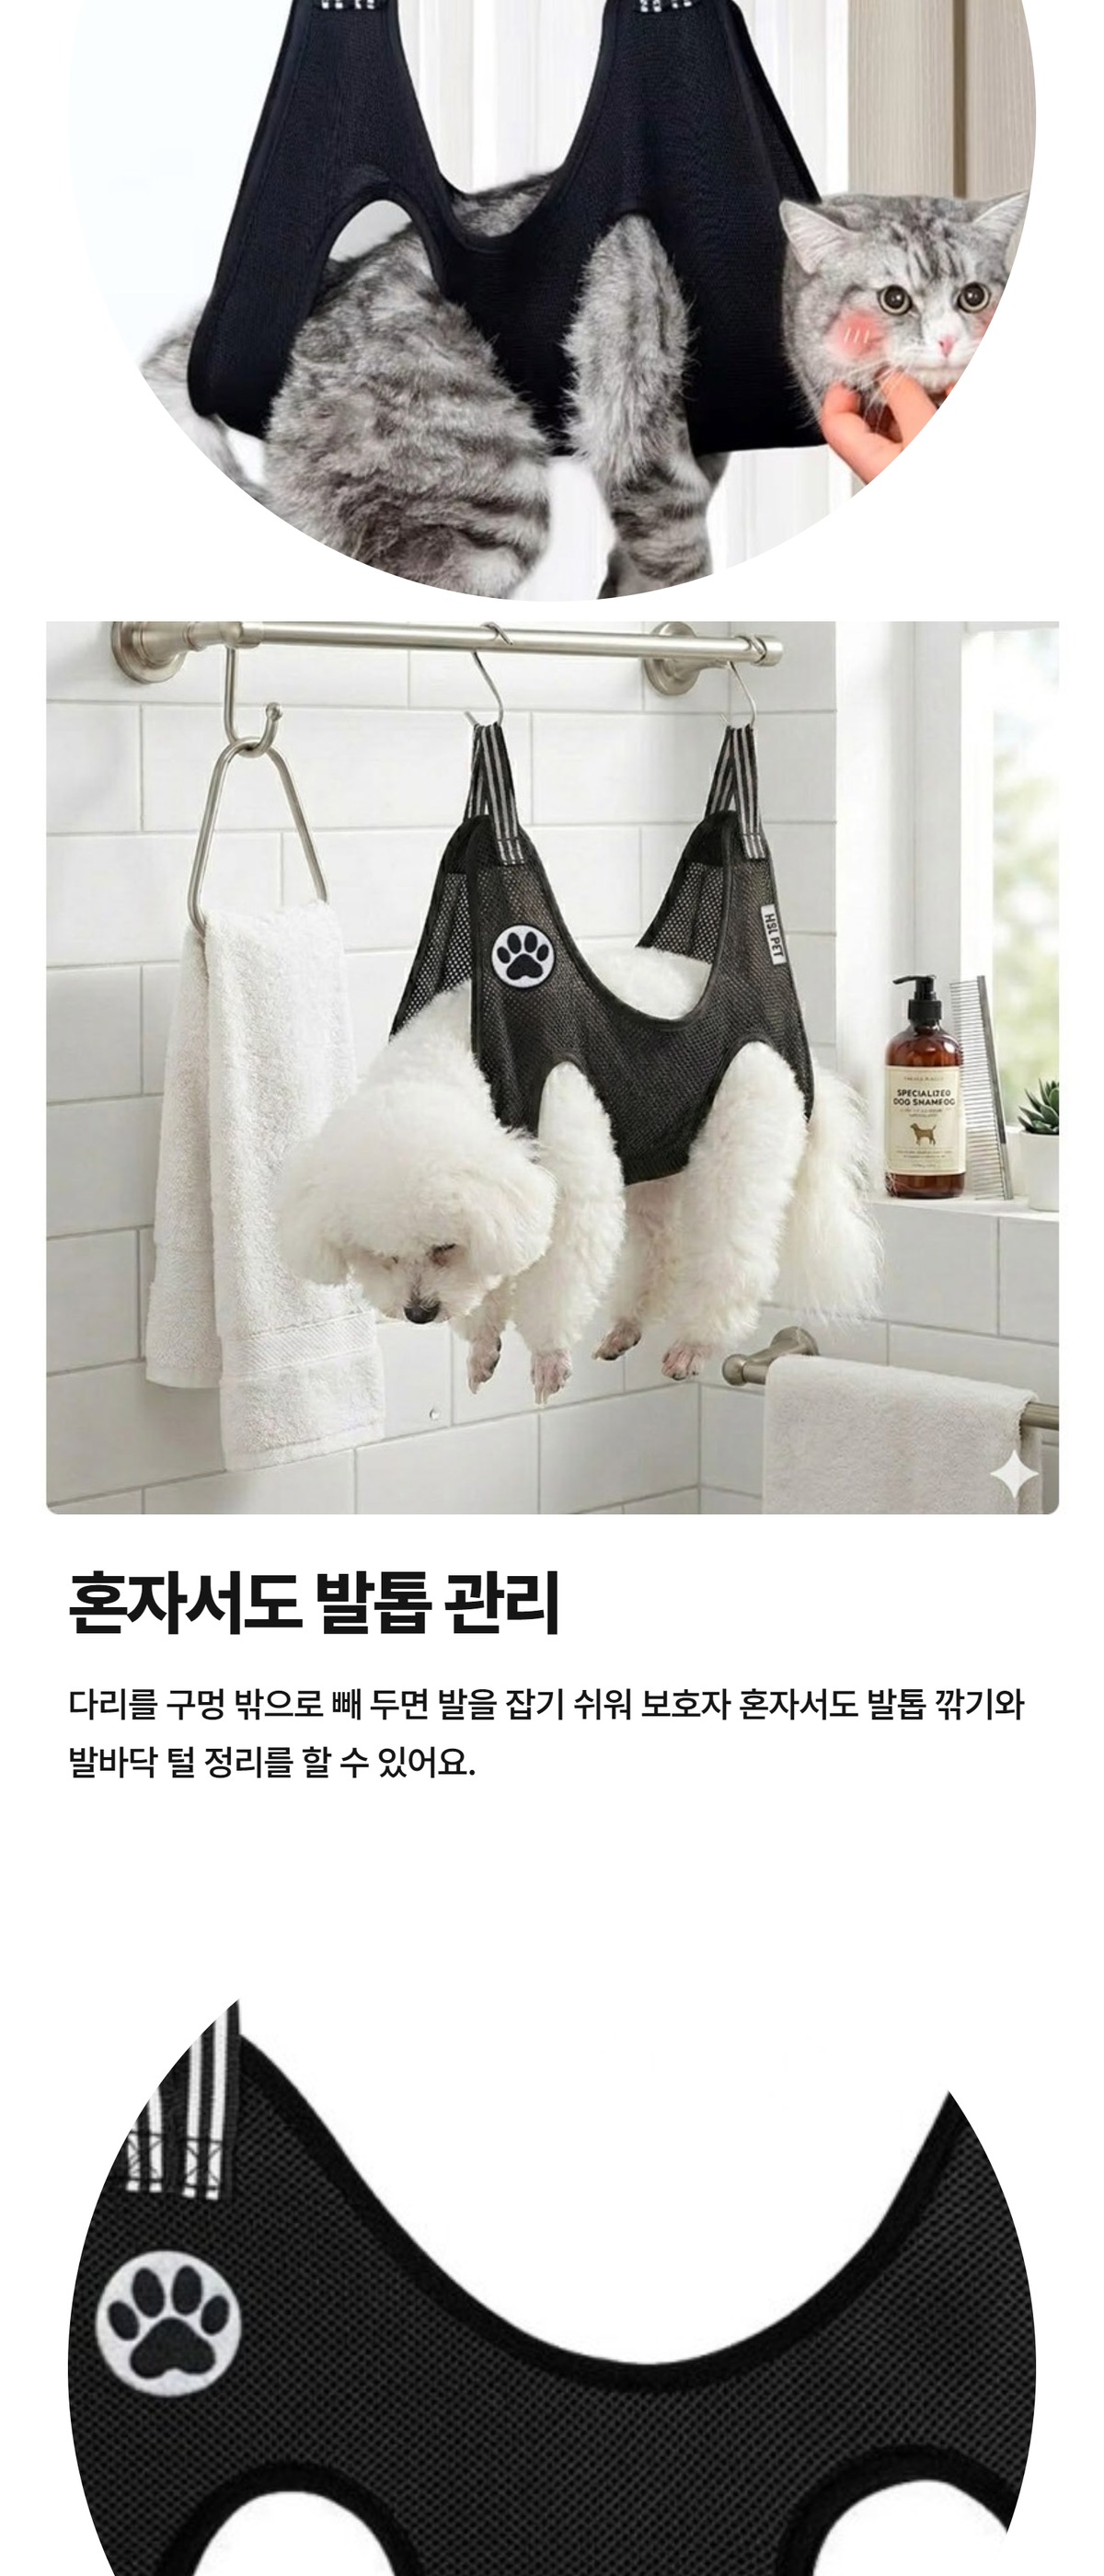 HSL PET
SPECIALIZED
DOG SHAMPOO
혼자서도 발톱 관리
다리를 구멍 밖으로 빼 두면 발을 잡기 쉬워 보호자 혼자서도 발톱 깎기와
발바닥 털 정리를 할 수 있어요.